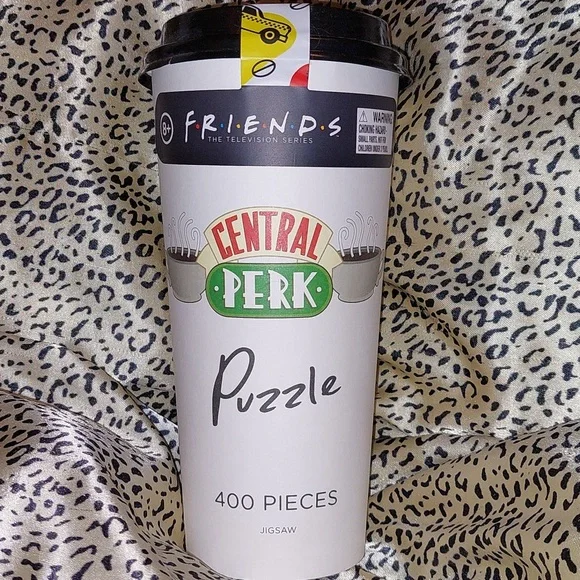 8+
F•R•I•E•N•D•S
THE TELEVISION SERIES
WARNING
CHOKING HAZARD-
SMALL PARTS. NOT FOR
CHILDREN UNDER 3 YEARS.
CENTRAL
•PERK•
Puzzle
400 PIECES
JIGSAW